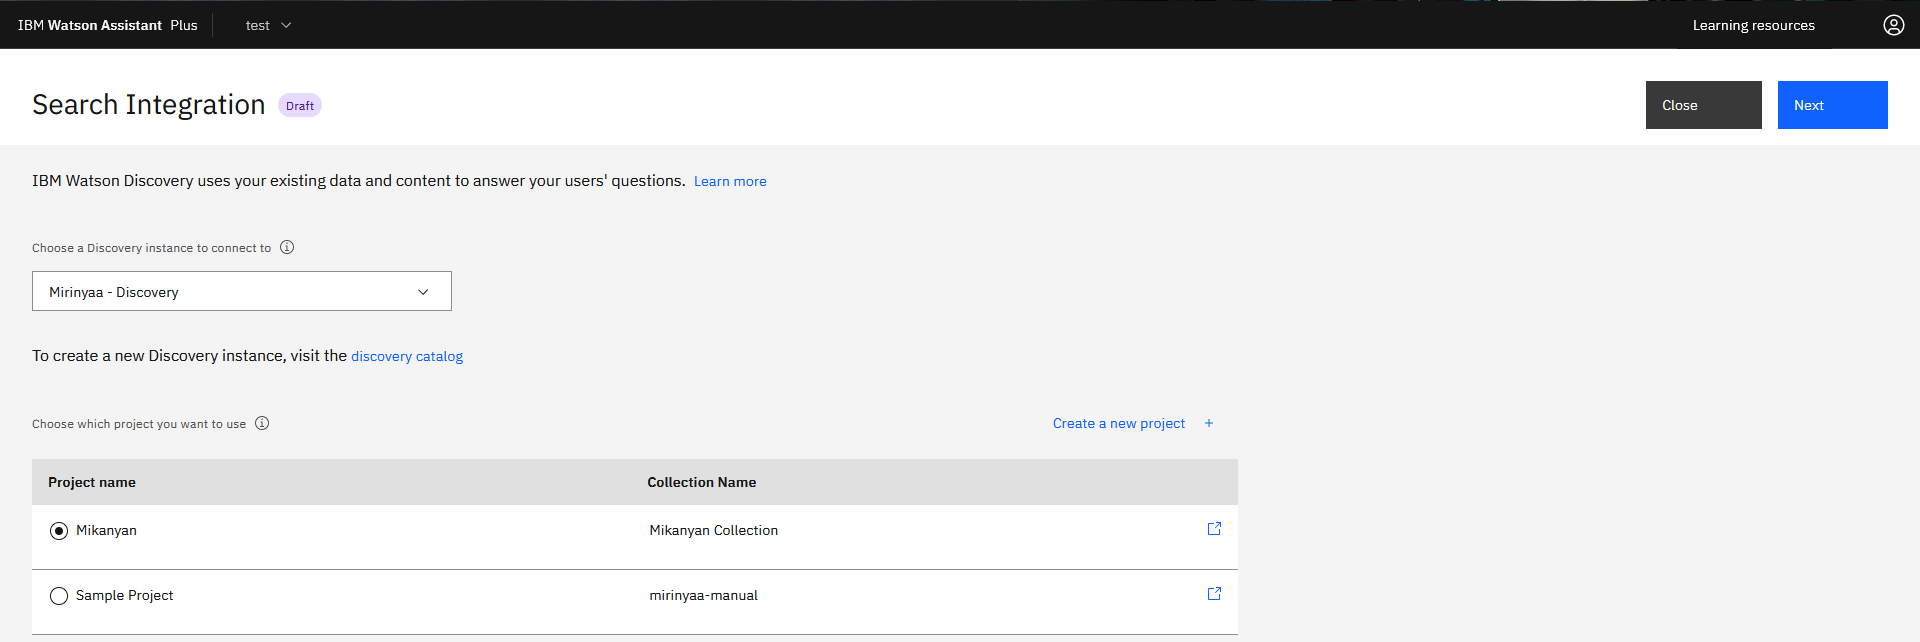 IBM Watson Assistant Plus test Learning resources
Search Integration Draft Close Next
IBM Watson Discovery uses your existing data and content to answer your users' questions. Learn more
Choose a Discovery instance to connect to
Mirinyaa - Discovery
To create a new Discovery instance, visit the discovery catalog
Choose which project you want to use Create a new project +
Project name Collection Name
Mikanyan Mikanyan Collection
Sample Project mirinyaa-manual